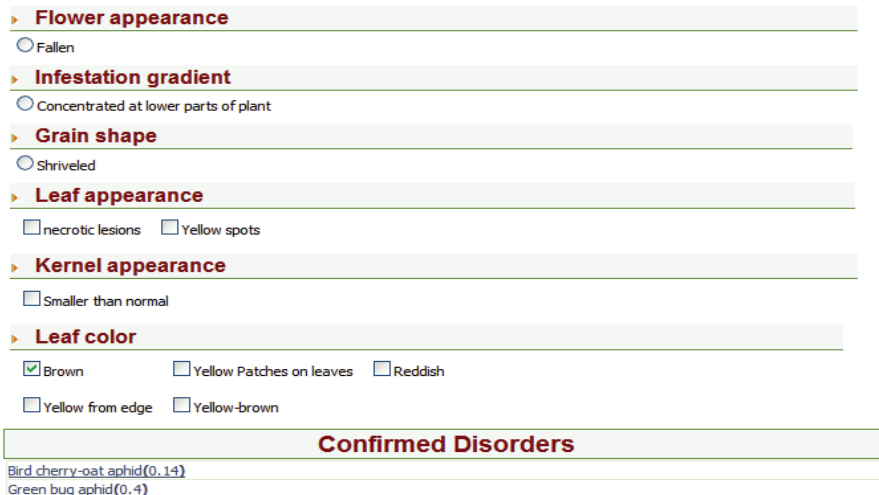 Flower appearance
Fallen
Infestation gradient
Concentrated at lower parts of plant
Grain shape
Shriveled
Leaf appearance
necrotic lesions Yellow spots
Kernel appearance
Smaller than normal
Leaf color
Brown Yellow Patches on leaves Reddish
Yellow from edge Yellow-brown
Confirmed Disorders
Bird cherry-oat aphid(0.14)
Green bug aphid(0.4)